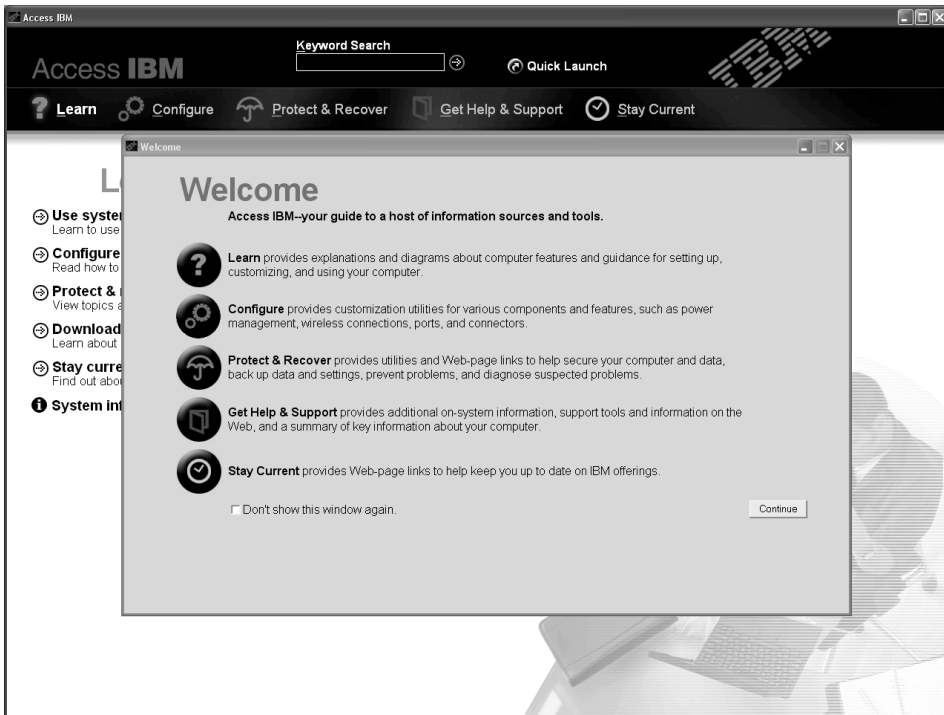 Access IBM
Keyword Search
Access IBM
Quick Launch
IBM
? Learn Configure Protect & Recover Get Help & Support Stay Current
Welcome
Welcome
Access IBM--your guide to a host of information sources and tools.
Learn provides explanations and diagrams about computer features and guidance for setting up,
customizing, and using your computer.
Configure provides customization utilities for various components and features, such as power
management, wireless connections, ports, and connectors.
Protect & Recover provides utilities and Web-page links to help secure your computer and data,
back up data and settings, prevent problems, and diagnose suspected problems.
Get Help & Support provides additional on-system information, support tools and information on the
Web, and a summary of key information about your computer.
Stay Current provides Web-page links to help keep you up to date on IBM offerings.
Don't show this window again.
Continue
L
Use syster
Learn to use
Configure
Read how to
Protect &
View topics a
Download
Learn about
Stay curre
Find out abou
System inf